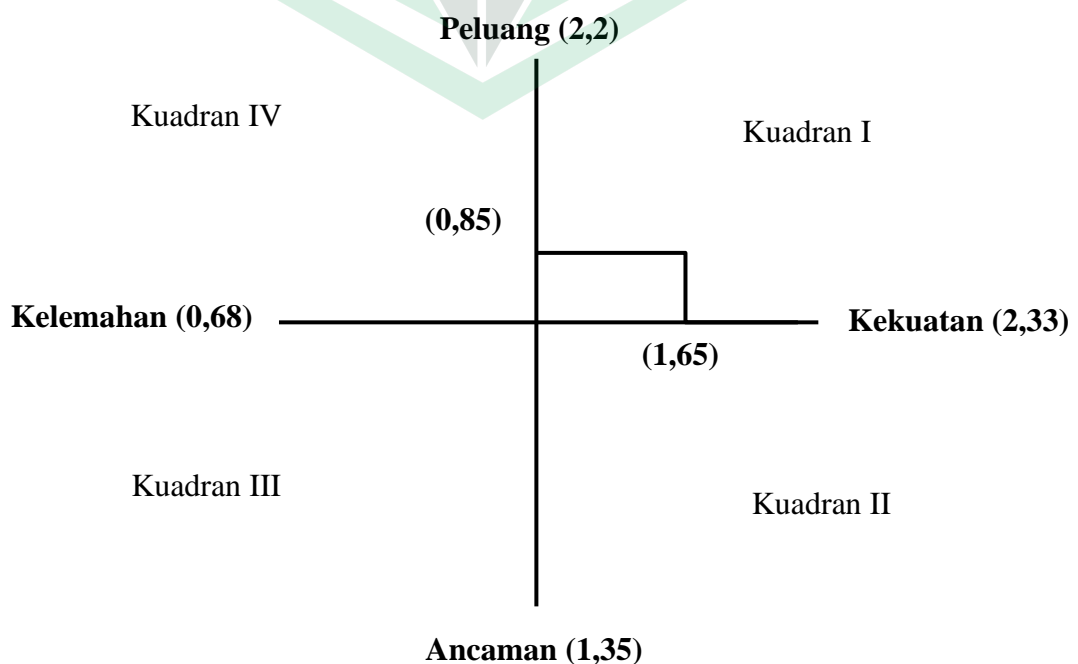 Peluang (2,2)
Kuadran IV
Kuadran I
(0,85)
Kelemahan (0,68)
Kekuatan (2,33)
(1,65)
Kuadran III
Kuadran II
Ancaman (1,35)